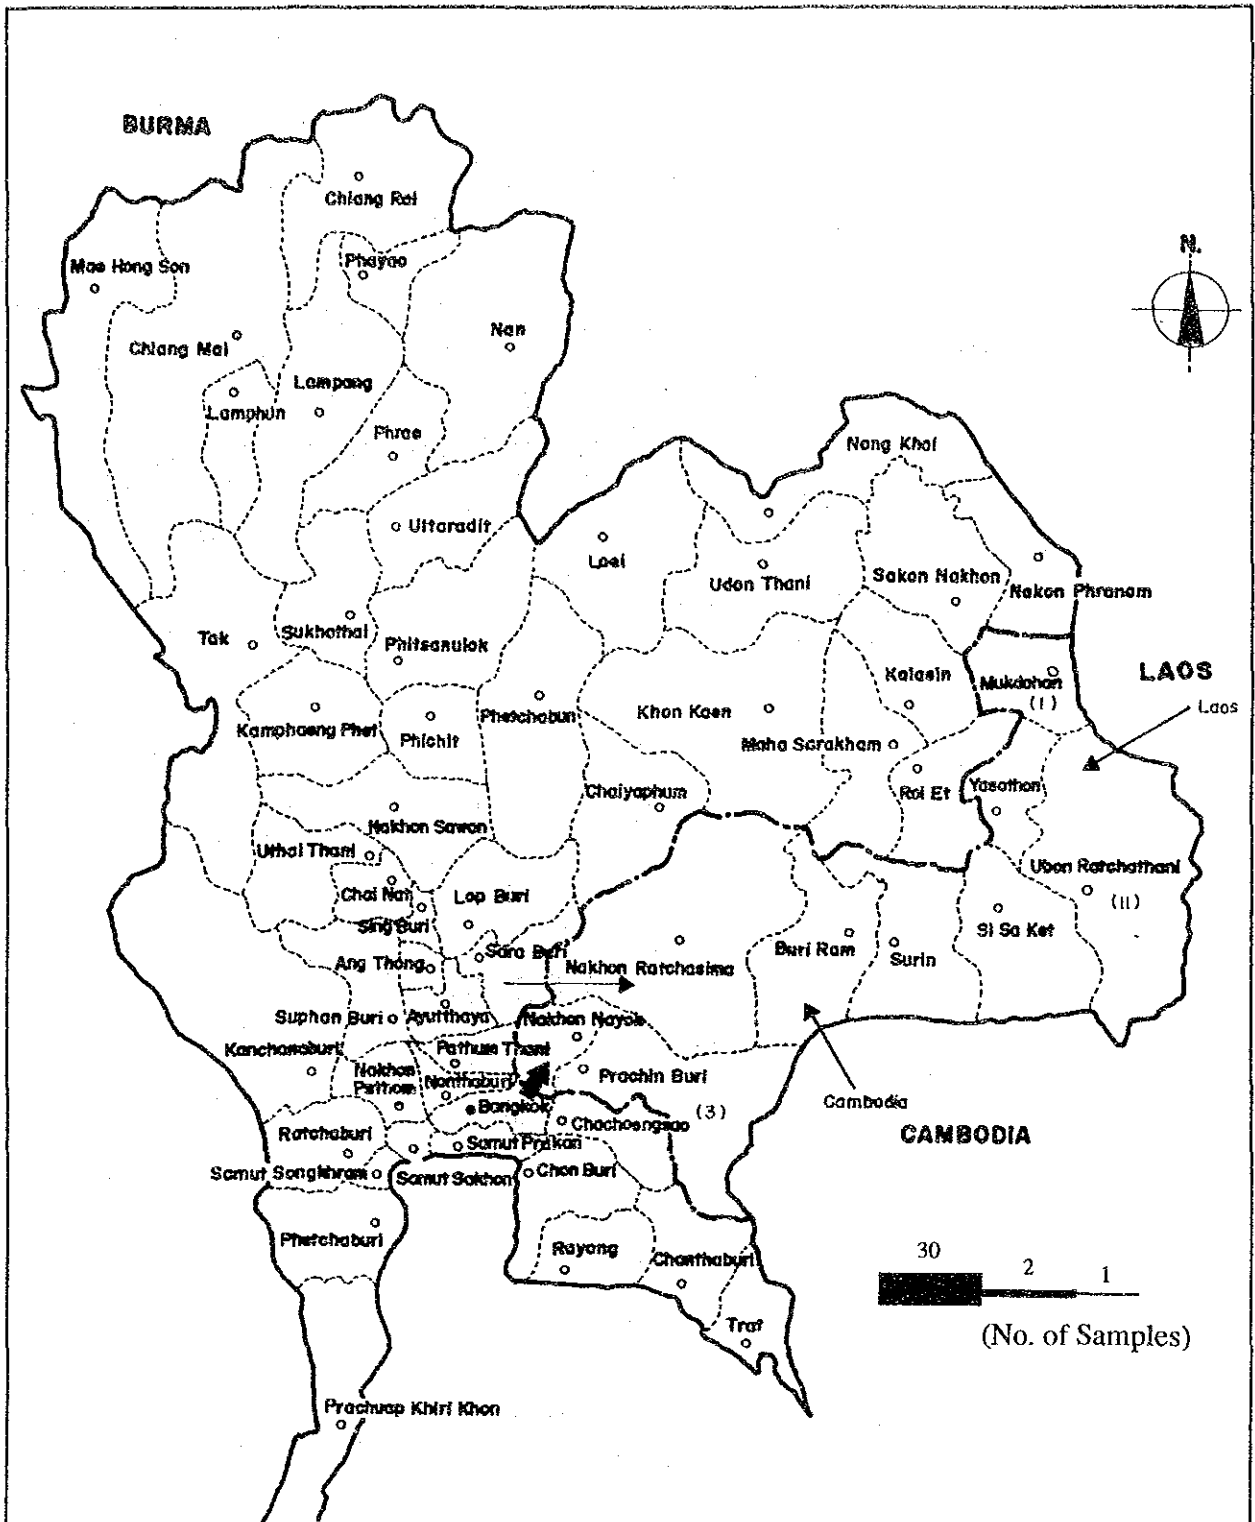 BURMA
Chiang Rai
N.
Phayao
Mae Hong Son
Nan
Chiang Mai
Lampang
Lamphun
Phrae
Nong Khai
Uttaradit
Loei
Udon Thani
Sakon Nakhon
Nakon Phranom
Tak
Sukhothai
Phitsanulok
LAOS
Kalasin
Mukdahan
(I)
Laos
Kamphaeng Phet
Phichit
Phetchabun
Khon Kaen
Maha Sarakham
Chaiyaphum
Roi Et
Yasothon
Nakhon Sawan
Uthai Thani
Ubon Ratchathani
(II)
Chai Nat
Lop Buri
Sing Buri
Si Sa Ket
Buri Ram
Surin
Sara Buri
Ang Thong
Nakhon Ratchasima
Suphan Buri
Ayutthaya
Nakhon Nayok
Kanchanaburi
Pathum Thani
Nakhon
Pathom
Nonthaburi
Prachin Buri
Bangkok
(3)
Cambodia
Chachoengsao
CAMBODIA
Ratchaburi
Samut Prakan
Samut Songkhram
Samut Sakhon
Chon Buri
Phetchaburi
Rayong
Chanthaburi
30
2
1
Trat
(No. of Samples)
Prachuap Khiri Khan